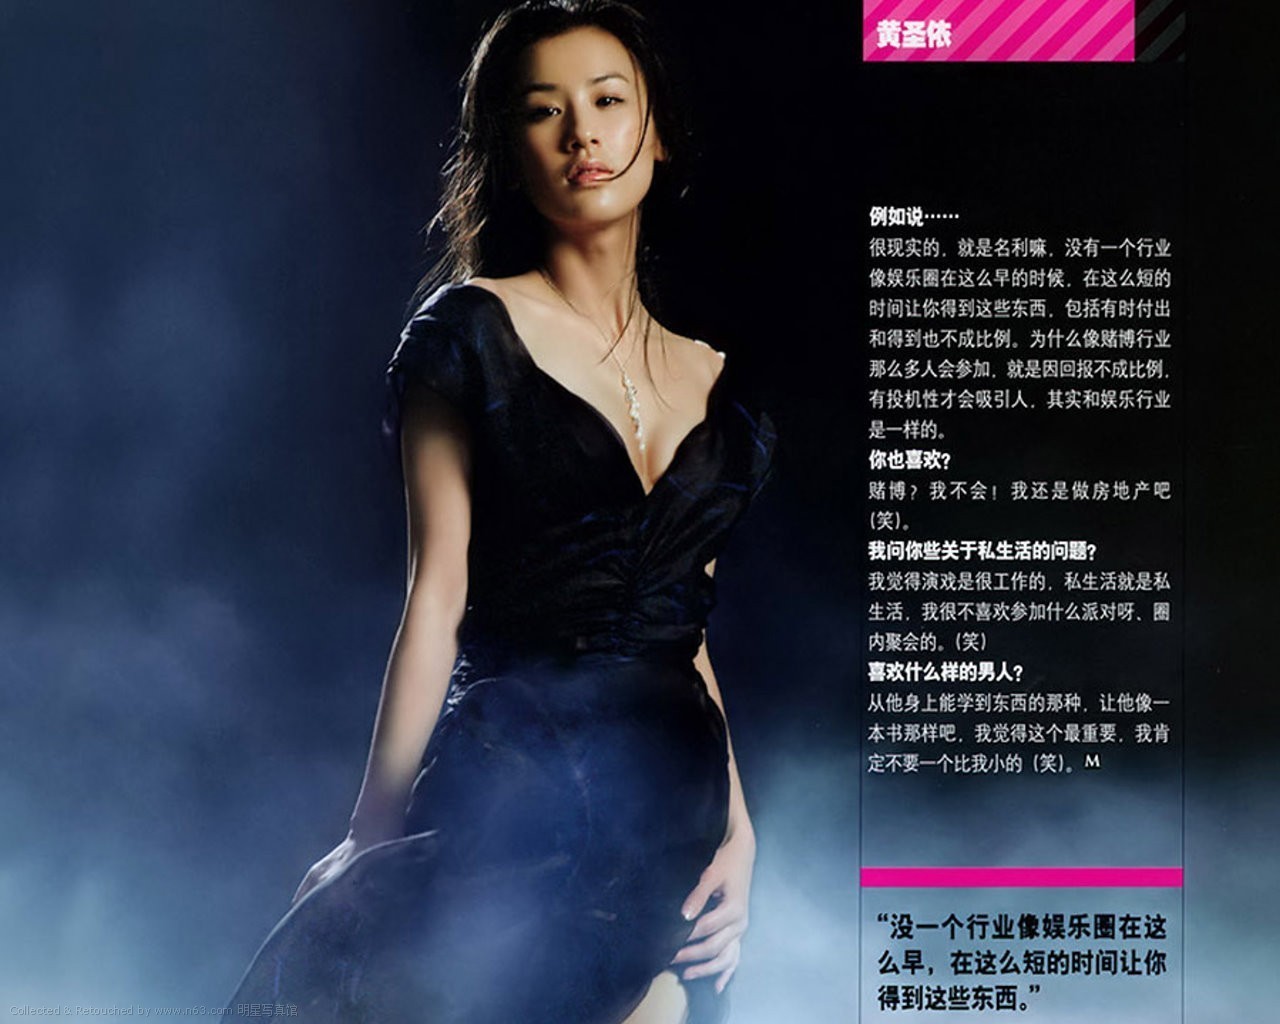 黄圣依
例如说……
很现实的，就是名利嘛，没有一个行业
像娱乐圈在这么早的时候，在这么短的
时间让你得到这些东西，包括有时付出
和得到也不成比例。为什么像赌博行业
那么多人会参加，就是因回报不成比例，
有投机性才会吸引人，其实和娱乐行业
是一样的。
你也喜欢？
赌博？我不会！我还是做房地产吧
（笑）。
我问你些关于私生活的问题？
我觉得演戏是很工作的，私生活就是私
生活，我很不喜欢参加什么派对呀、圈
内聚会的。（笑）
喜欢什么样的男人？
从他身上能学到东西的那种，让他像一
本书那样吧，我觉得这个最重要，我肯
定不要一个比我小的（笑）。M
“没一个行业像娱乐圈在这
么早，在这么短的时间让你
得到这些东西。”
Collected & Retouched by www.n63.com 明星写真馆